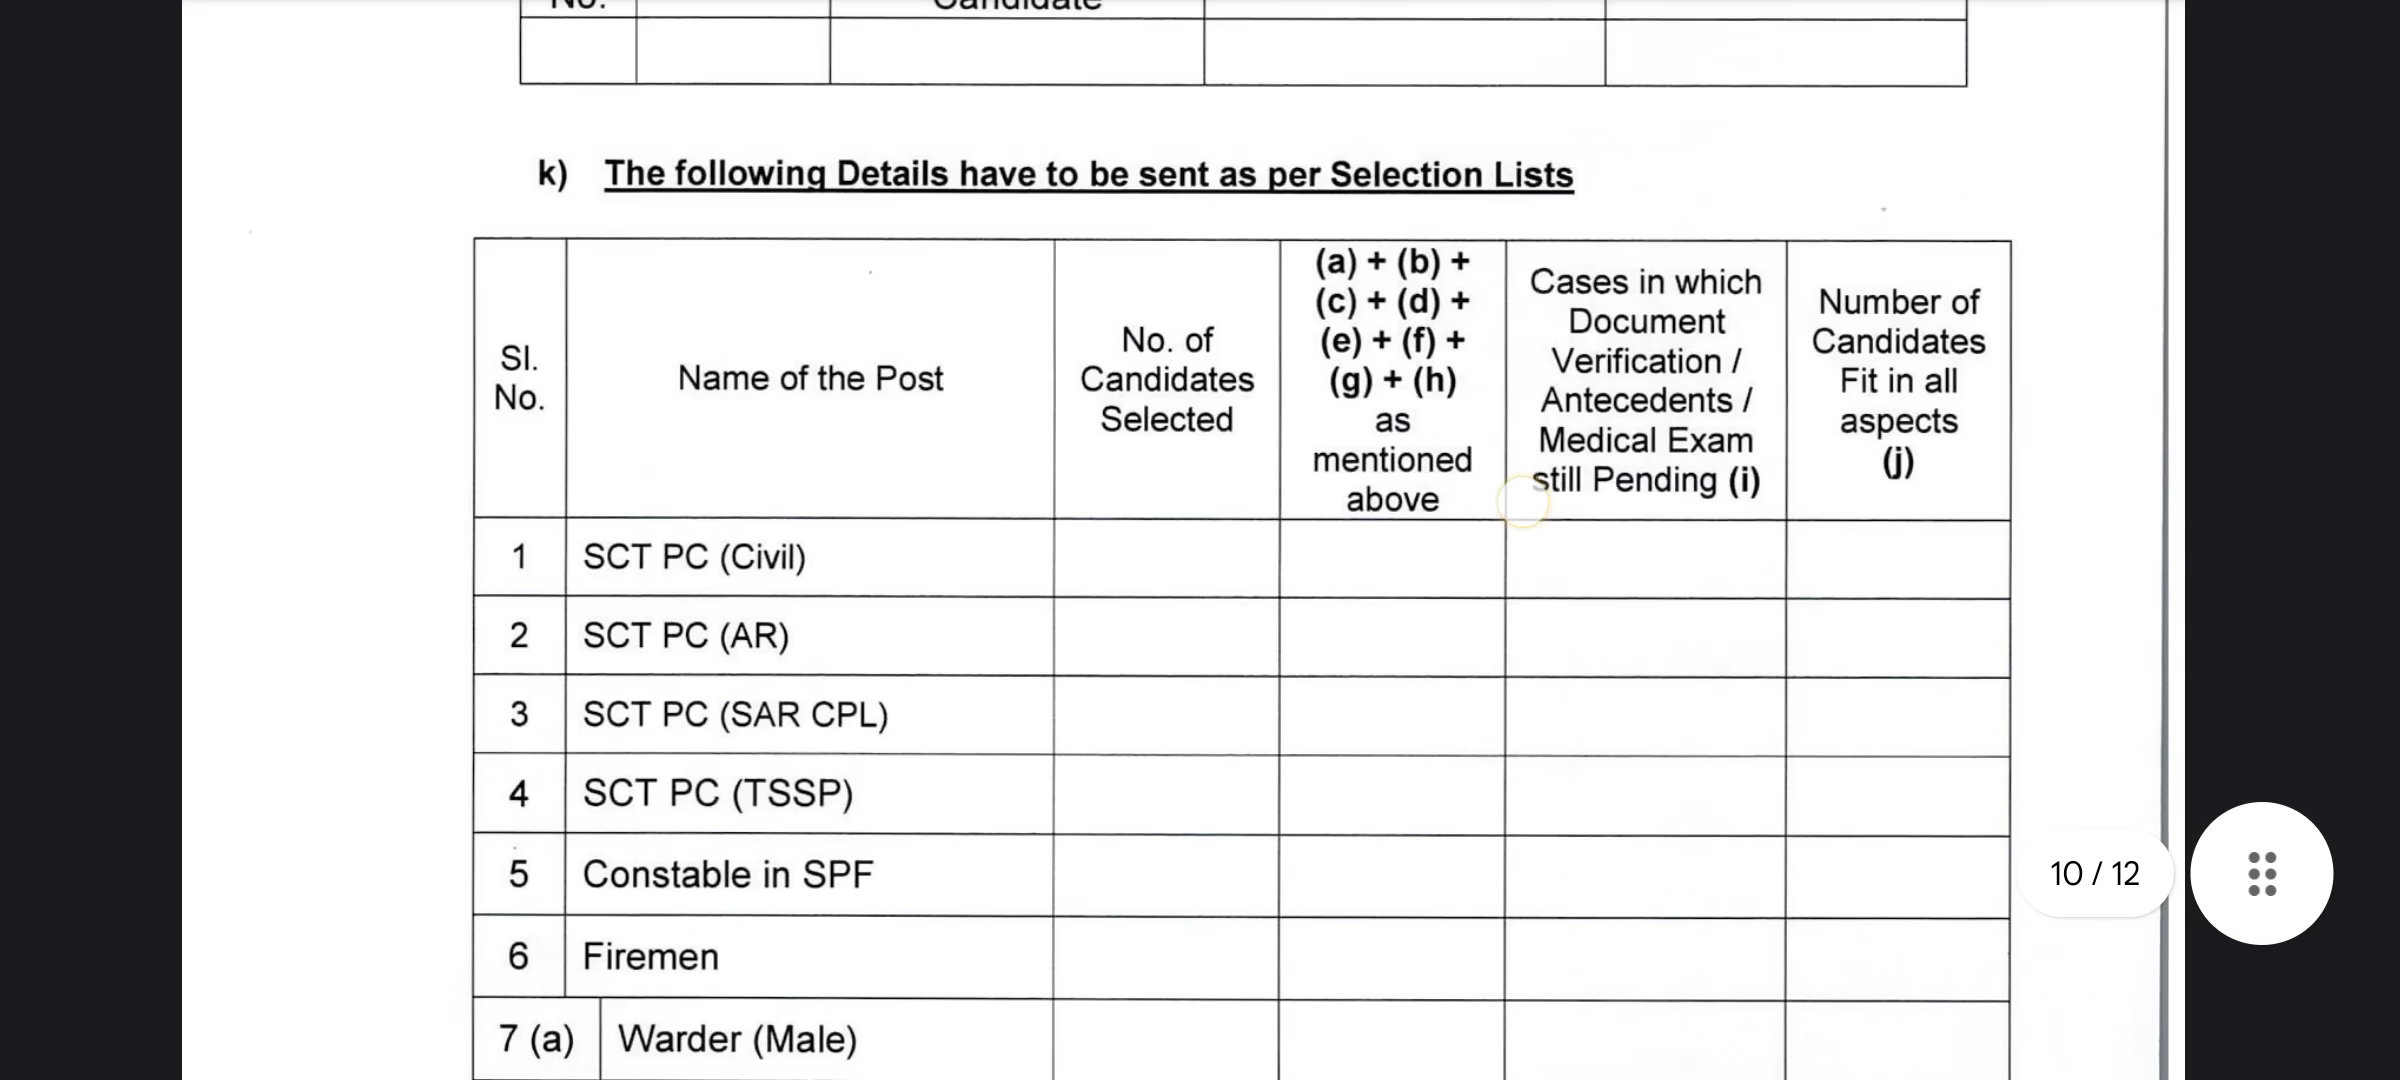 No.
Candidate
k) The following Details have to be sent as per Selection Lists
Sl.
No.
Name of the Post
No. of
Candidates
Selected
(a) + (b) +
(c) + (d) +
(e) + (f) +
(g) + (h)
as
mentioned
above
Cases in which
Document
Verification /
Antecedents /
Medical Exam
still Pending (i)
Number of
Candidates
Fit in all
aspects
(j)
1 SCT PC (Civil)
2 SCT PC (AR)
3 SCT PC (SAR CPL)
4 SCT PC (TSSP)
5 Constable in SPF
6 Firemen
7 (a) Warder (Male)
10 / 12